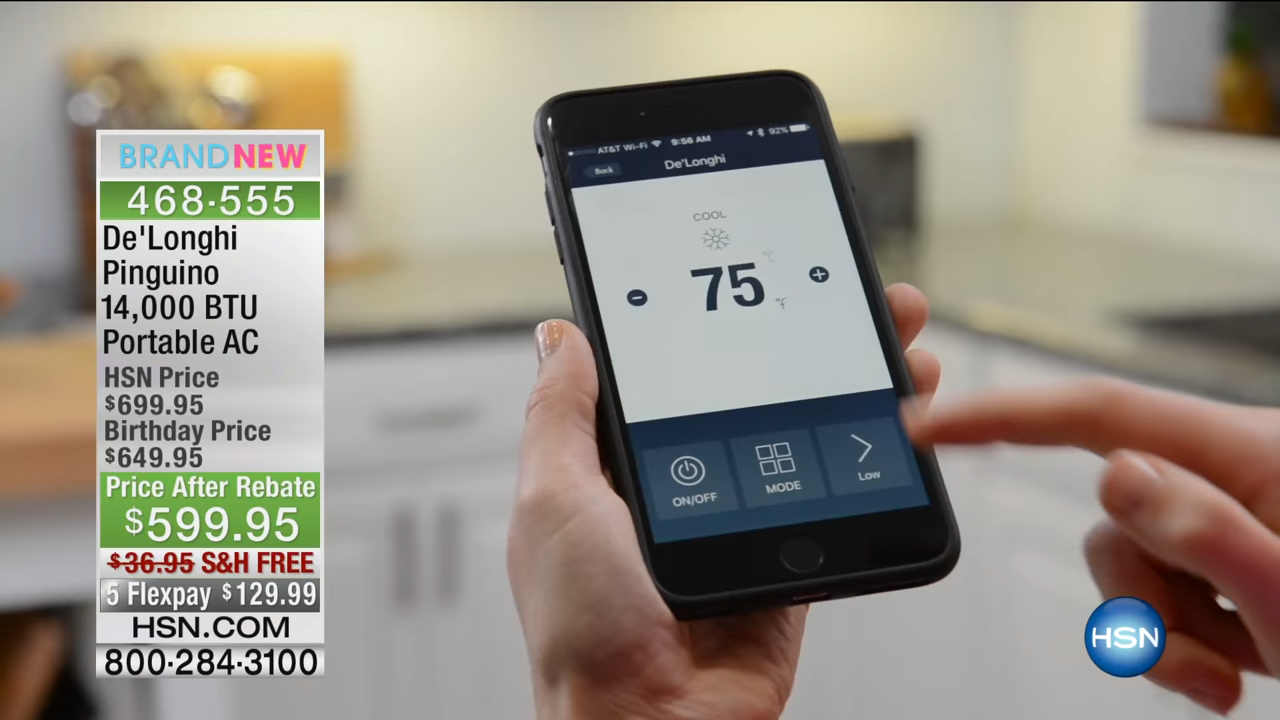 BRAND NEW
468-555
De'Longhi
Pinguino
14,000 BTU
Portable AC
HSN Price
$699.95
Birthday Price
$649.95
Price After Rebate
$599.95
$36.95 S&H FREE
5 Flexpay $129.99
HSN.COM
800-284-3100
AT&T Wi-Fi 9:56 AM 92%
Back De'Longhi
COOL
°C
75
°F
ON/OFF MODE Low
HSN